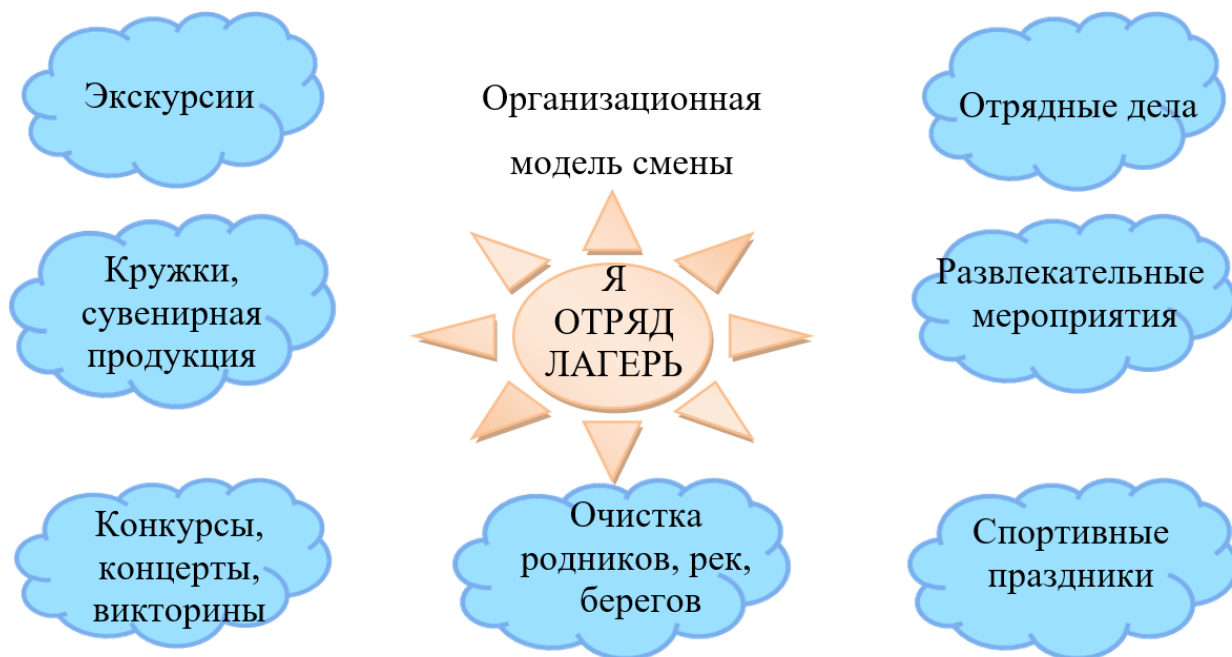 Экскурсии
Организационная
модель смены
Отрядные дела
Кружки,
сувенирная
продукция
Я
ОТРЯД
ЛАГЕРЬ
Развлекательные
мероприятия
Конкурсы,
концерты,
викторины
Очистка
родников, рек,
берегов
Спортивные
праздники